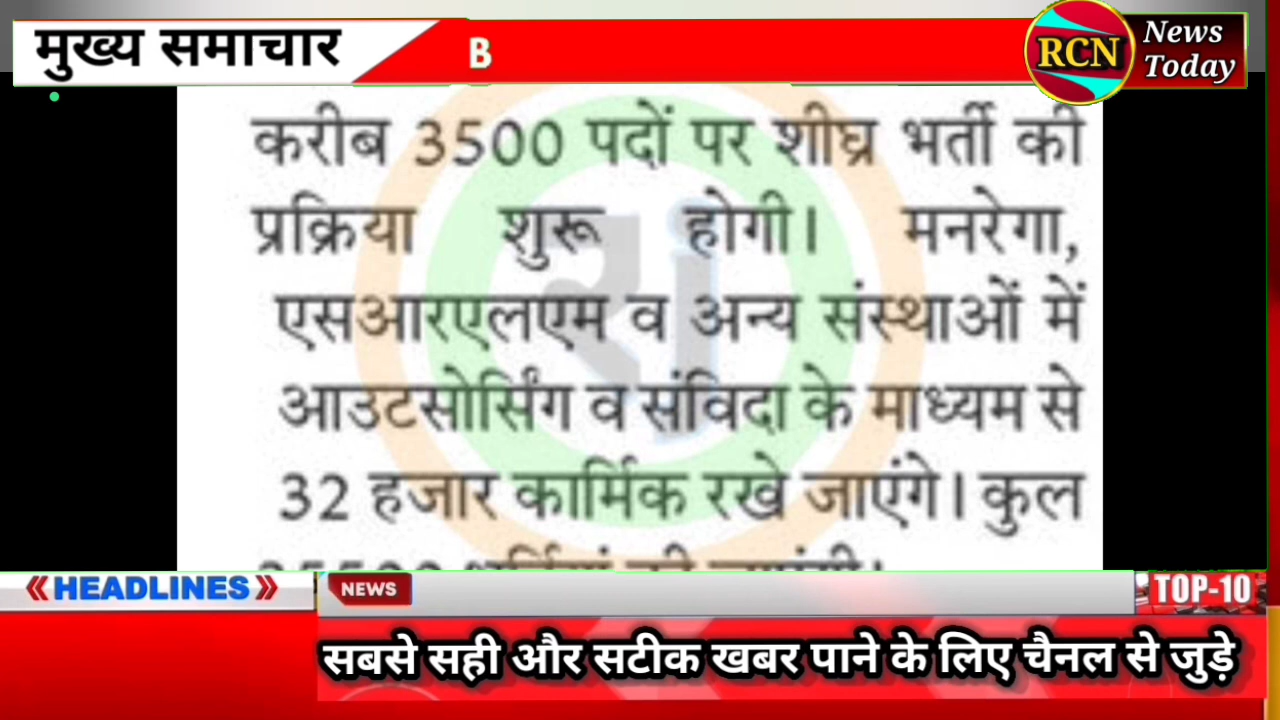 मुख्य समाचार
B
RCN
News
Today
करीब 3500 पदों पर शीघ्र भर्ती की
प्रक्रिया शुरू होगी। मनरेगा,
एसआरएलएम व अन्य संस्थाओं में
आउटसोर्सिंग व संविदा के माध्यम से
32 हजार कार्मिक रखे जाएंगे। कुल
HEADLINES
NEWS
TOP-10
सबसे सही और सटीक खबर पाने के लिए चैनल से जुड़े